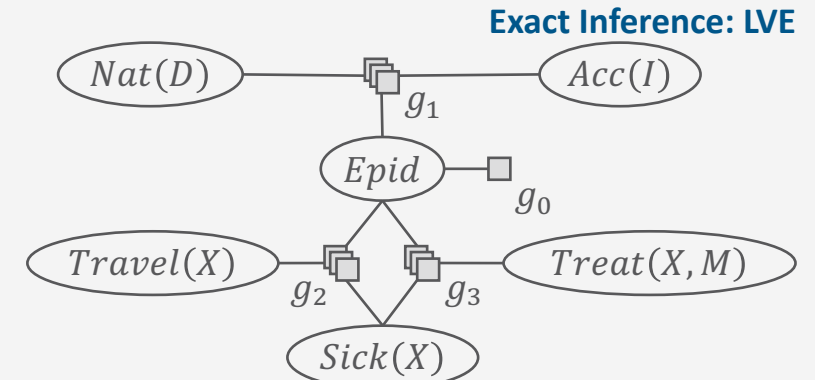 Exact Inference: LVE
Nat(D)
Acc(I)
g₁
Epid
g₀
Travel(X)
Treat(X, M)
g₂
g₃
Sick(X)